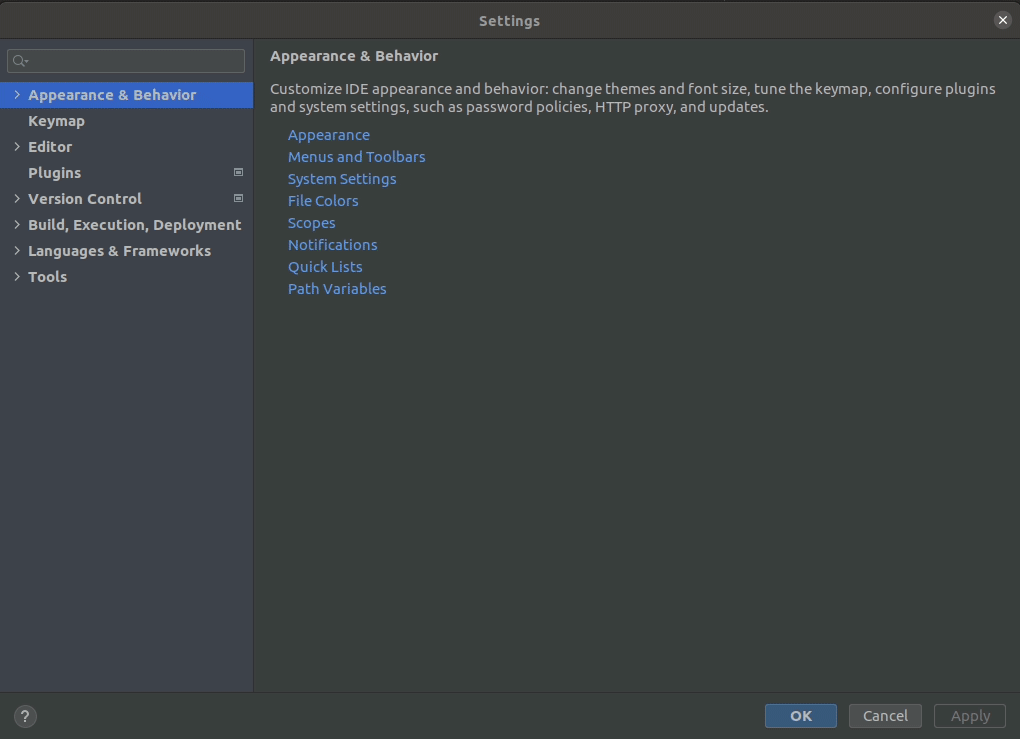 Settings
Appearance & Behavior
Keymap
Editor
Plugins
Version Control
Build, Execution, Deployment
Languages & Frameworks
Tools
Appearance & Behavior
Customize IDE appearance and behavior: change themes and font size, tune the keymap, configure plugins
and system settings, such as password policies, HTTP proxy, and updates.
Appearance
Menus and Toolbars
System Settings
File Colors
Scopes
Notifications
Quick Lists
Path Variables
?
OK
Cancel
Apply